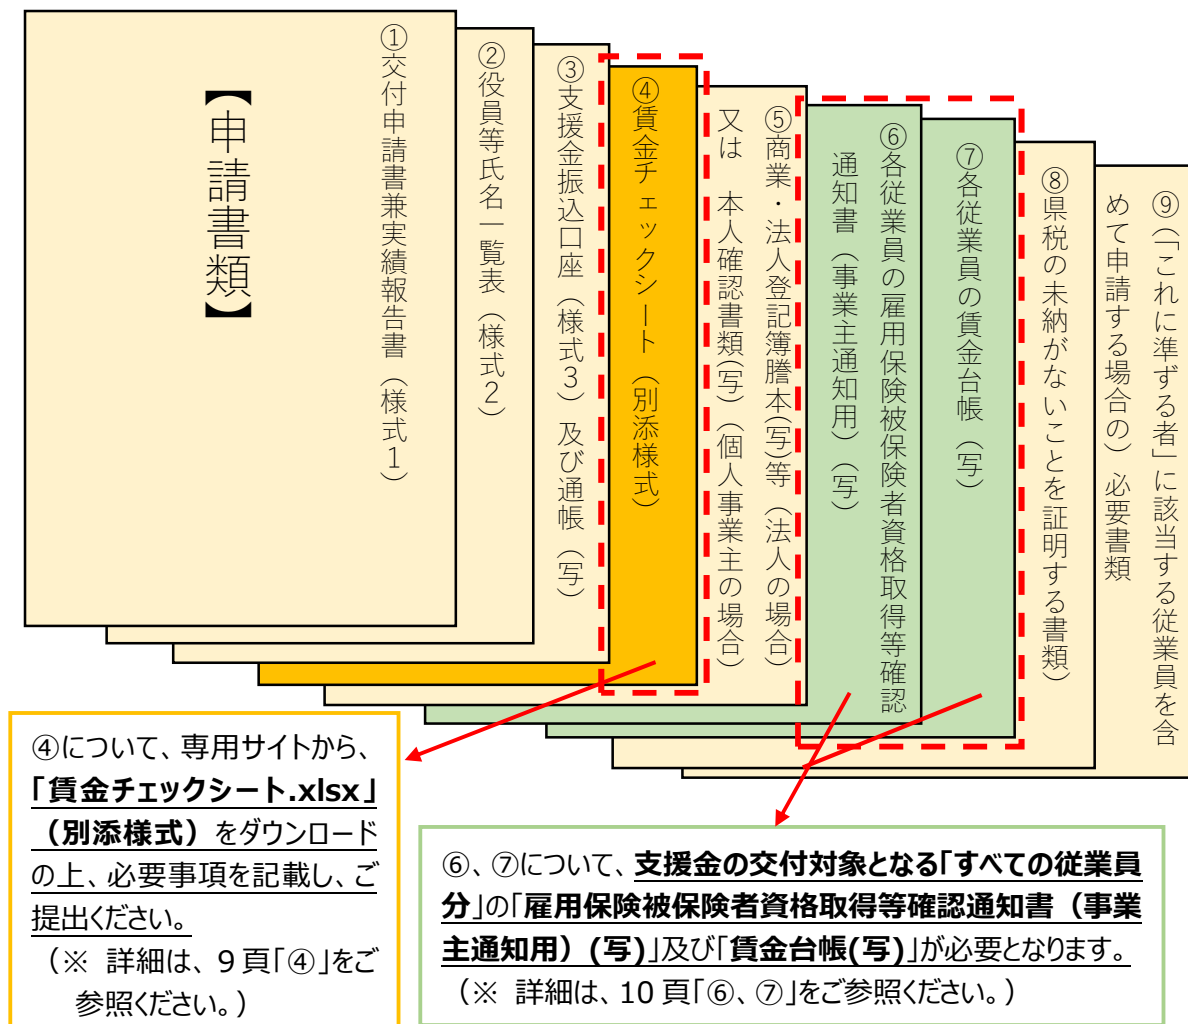 【申請書類】
①交付申請書兼実績報告書（様式1）
②役員等氏名一覧表（様式2）
③支援金振込口座（様式3）及び通帳（写）
④賃金チェックシート（別添様式）
⑤商業・法人登記簿謄本(写)等（法人の場合）
又は　本人確認書類(写)（個人事業主の場合）
⑥各従業員の雇用保険被保険者資格取得等確認
通知書（事業主通知用）（写）
⑦各従業員の賃金台帳（写）
⑧県税の未納がないことを証明する書類）
⑨(「これに準ずる者」に該当する従業員を含
めて申請する場合の）必要書類
④について、専用サイトから、
「賃金チェックシート.xlsx」
（別添様式）をダウンロード
の上、必要事項を記載し、ご
提出ください。
（※ 詳細は、9頁「④」をご
参照ください。）
⑥、⑦について、支援金の交付対象となる「すべての従業員
分」の「雇用保険被保険者資格取得等確認通知書（事業
主通知用）(写)」及び「賃金台帳(写)」が必要となります。
（※ 詳細は、10頁「⑥、⑦」をご参照ください。）